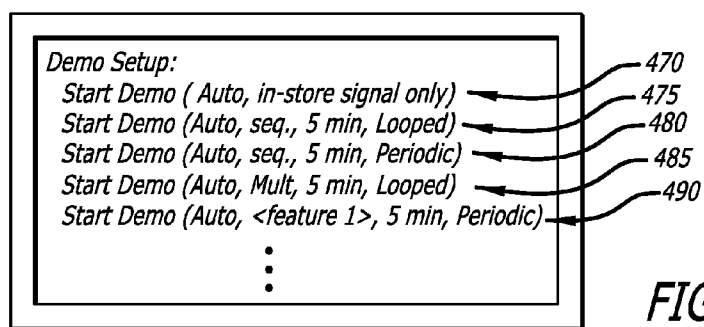 Demo Setup:
Start Demo ( Auto, in-store signal only)
Start Demo (Auto, seq., 5 min, Looped)
Start Demo (Auto, seq., 5 min, Periodic)
Start Demo (Auto, Mult, 5 min, Looped)
Start Demo (Auto, <feature 1>, 5 min, Periodic)
470
475
480
485
490
FIG